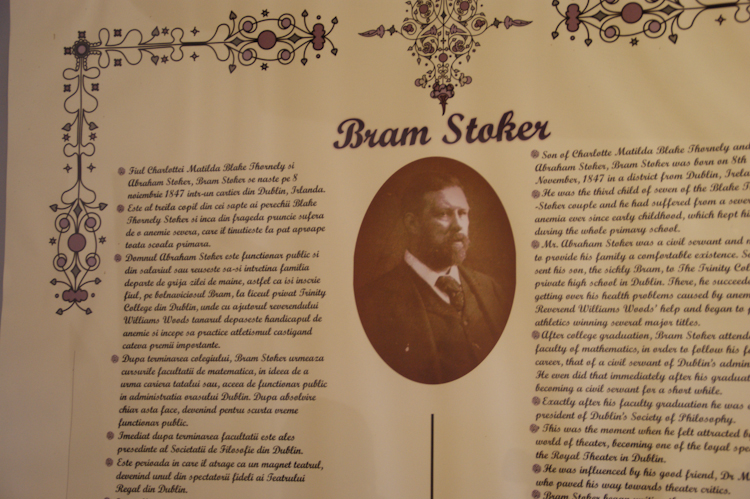 Bram Stoker
Fiul Charlottei Matilda Blake Thornely si
Abraham Stoker, Bram Stoker se naste pe 8
noiembrie 1847 intr-un cartier din Dublin, Irlanda.
Este al treila copil din cei sapte ai perechii Blake
Thornely Stoker si inca din frageda pruncie sufera
de o anemie severa, care il tinutieste la pat aproape
toata scoala primara.
Domnul Abraham Stoker este functionar public si
din salariul sau reuseste sa-si intretina familia
departe de grija zilei de maine, astfel ca isi inscrie
fiul, pe bolnaviciosul Bram, la liceul privat Trinity
College din Dublin, unde cu ajutorul reverendului
Williams Woods tanarul depaseste handicapul de
anemie si incepe sa practice atletismul castigand
cateva premii importante.
Dupa terminarea colegiului, Bram Stoker urmeaza
cursurile facultatii de matematica, in ideea de a
urma cariera tatalui sau, aceea de functionar public
in administratia orasului Dublin. Dupa absolvire
chiar asta face, devenind pentru scurta vreme
functionar public.
Imediat dupa terminarea facultatii este ales
presedinte al Societatii de Filosofie din Dublin.
Este perioada in care il atrage ca un magnet teatrul,
devenind unul din spectatorii fideli ai Teatrului
Regal din Dublin.
Son of Charlotte Matilda Blake Thornely and
Abraham Stoker, Bram Stoker was born on 8th
November, 1847 in a district from Dublin,
He was the third child of seven of the Blake
-Stoker couple and he had suffered from a
anemia ever since early childhood, which kept
during the whole primary school.
Mr. Abraham Stoker was a civil servant and
to provide his family a comfortable existence.
sent his son, the sickly Bram, to The Trinity
private high school in Dublin. There, he
getting over his health problems caused by
Reverend Williams Woods' help and began to
athletics winning several major titles.
After college graduation, Bram Stoker
faculty of mathematics, in order to follow his
career, that of a civil servant of Dublin's
He even did that immediately after his
becoming a civil servant for a short while.
Exactly after his faculty graduation he was
president of Dublin's Society of Philosophy.
This was the moment when he felt attracted
world of theater, becoming one of the loyal
the Royal Theater in Dublin.
He was influenced by his good friend, Dr
who paved his way towards theater critics.
Bram Stoker